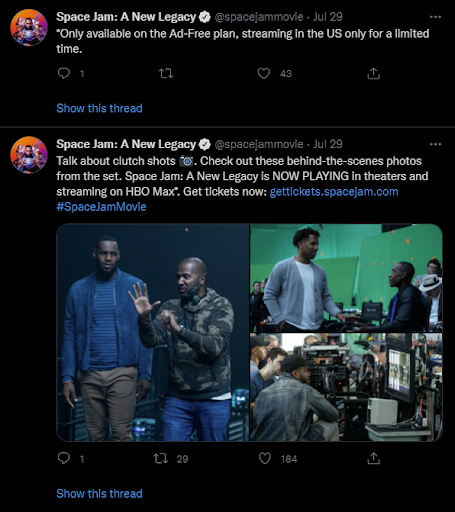 Space Jam: A New Legacy @spacejammovie · Jul 29
*Only available on the Ad-Free plan, streaming in the US only for a limited
time.
1 43
Show this thread
Space Jam: A New Legacy @spacejammovie · Jul 29
Talk about clutch shots 📸. Check out these behind-the-scenes photos
from the set. Space Jam: A New Legacy is NOW PLAYING in theaters and
streaming on HBO Max*. Get tickets now: gettickets.spacejam.com
#SpaceJamMovie
1 29 184
Show this thread